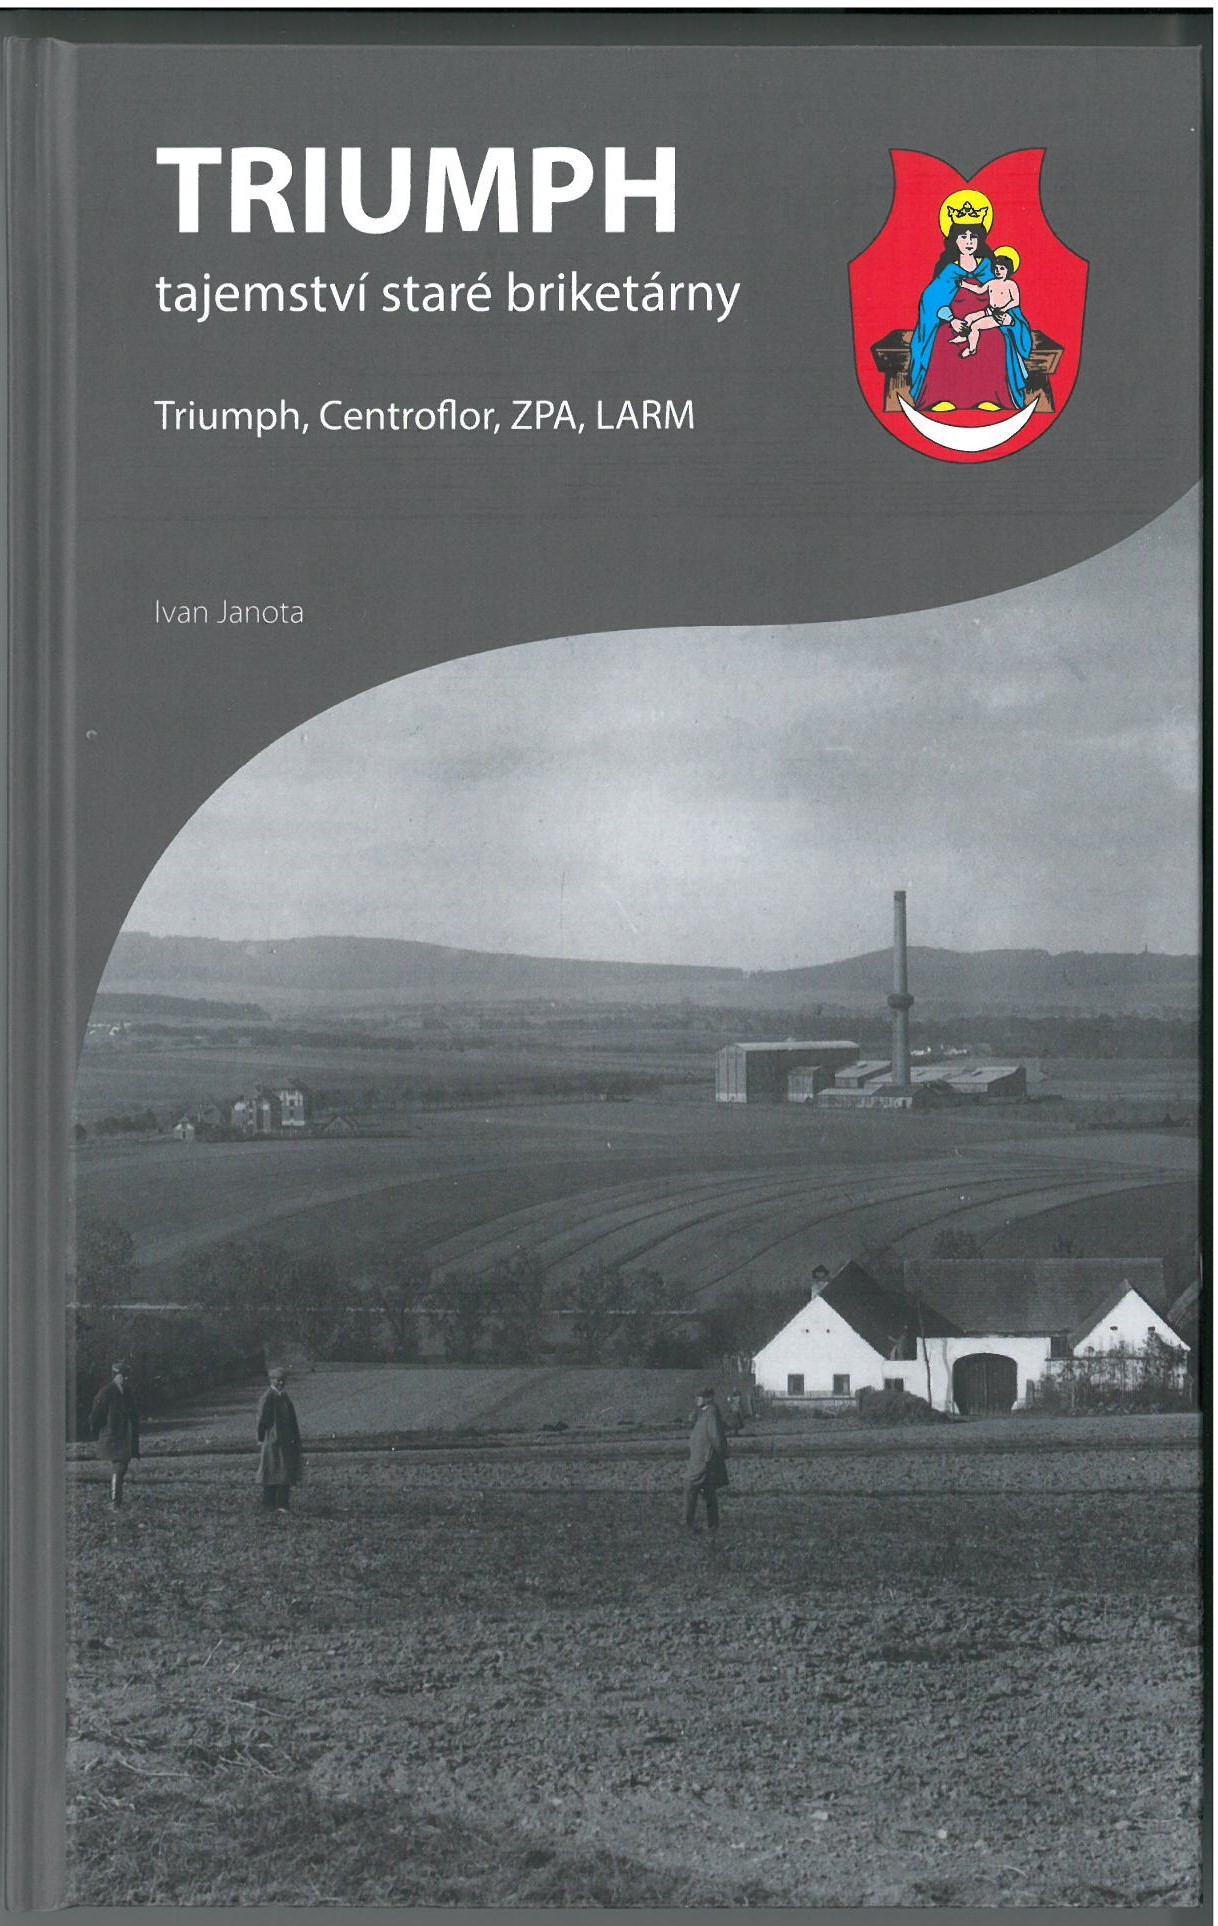 TRIUMPH
tajemství staré briketárny
Triumph, Centroflor, ZPA, LARM
Ivan Janota